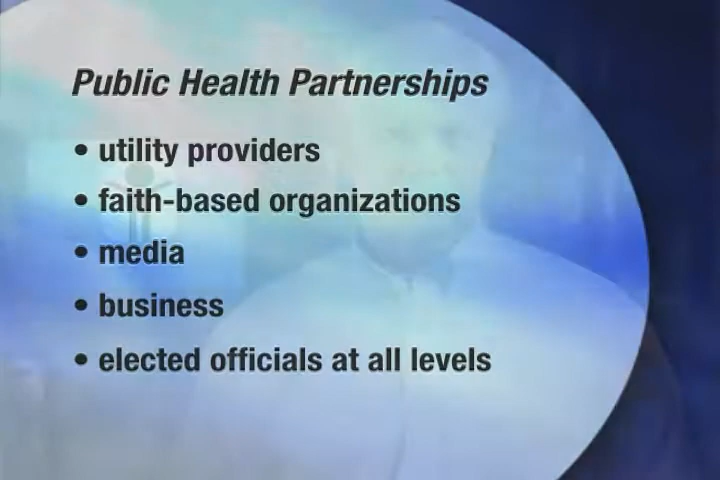 Public Health Partnerships
• utility providers
• faith-based organizations
• media
• business
• elected officials at all levels